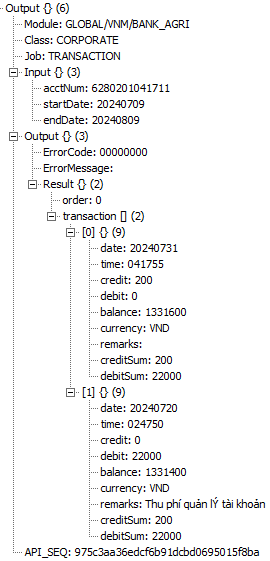 Output {} (6)
Module: GLOBAL/VNM/BANK_AGRI
Class: CORPORATE
Job: TRANSACTION
Input {} (3)
acctNum: 6280201041711
startDate: 20240709
endDate: 20240809
Output {} (3)
ErrorCode: 00000000
ErrorMessage:
Result {} (2)
order: 0
transaction [] (2)
[0] {} (9)
date: 20240731
time: 041755
credit: 200
debit: 0
balance: 1331600
currency: VND
remarks:
creditSum: 200
debitSum: 22000
[1] {} (9)
date: 20240720
time: 024750
credit: 0
debit: 22000
balance: 1331400
currency: VND
remarks: Thu phí quản lÝ tài khoản
creditSum: 200
debitSum: 22000
API_SEQ: 975c3aa36edcf6b91dcbd0695015f8ba